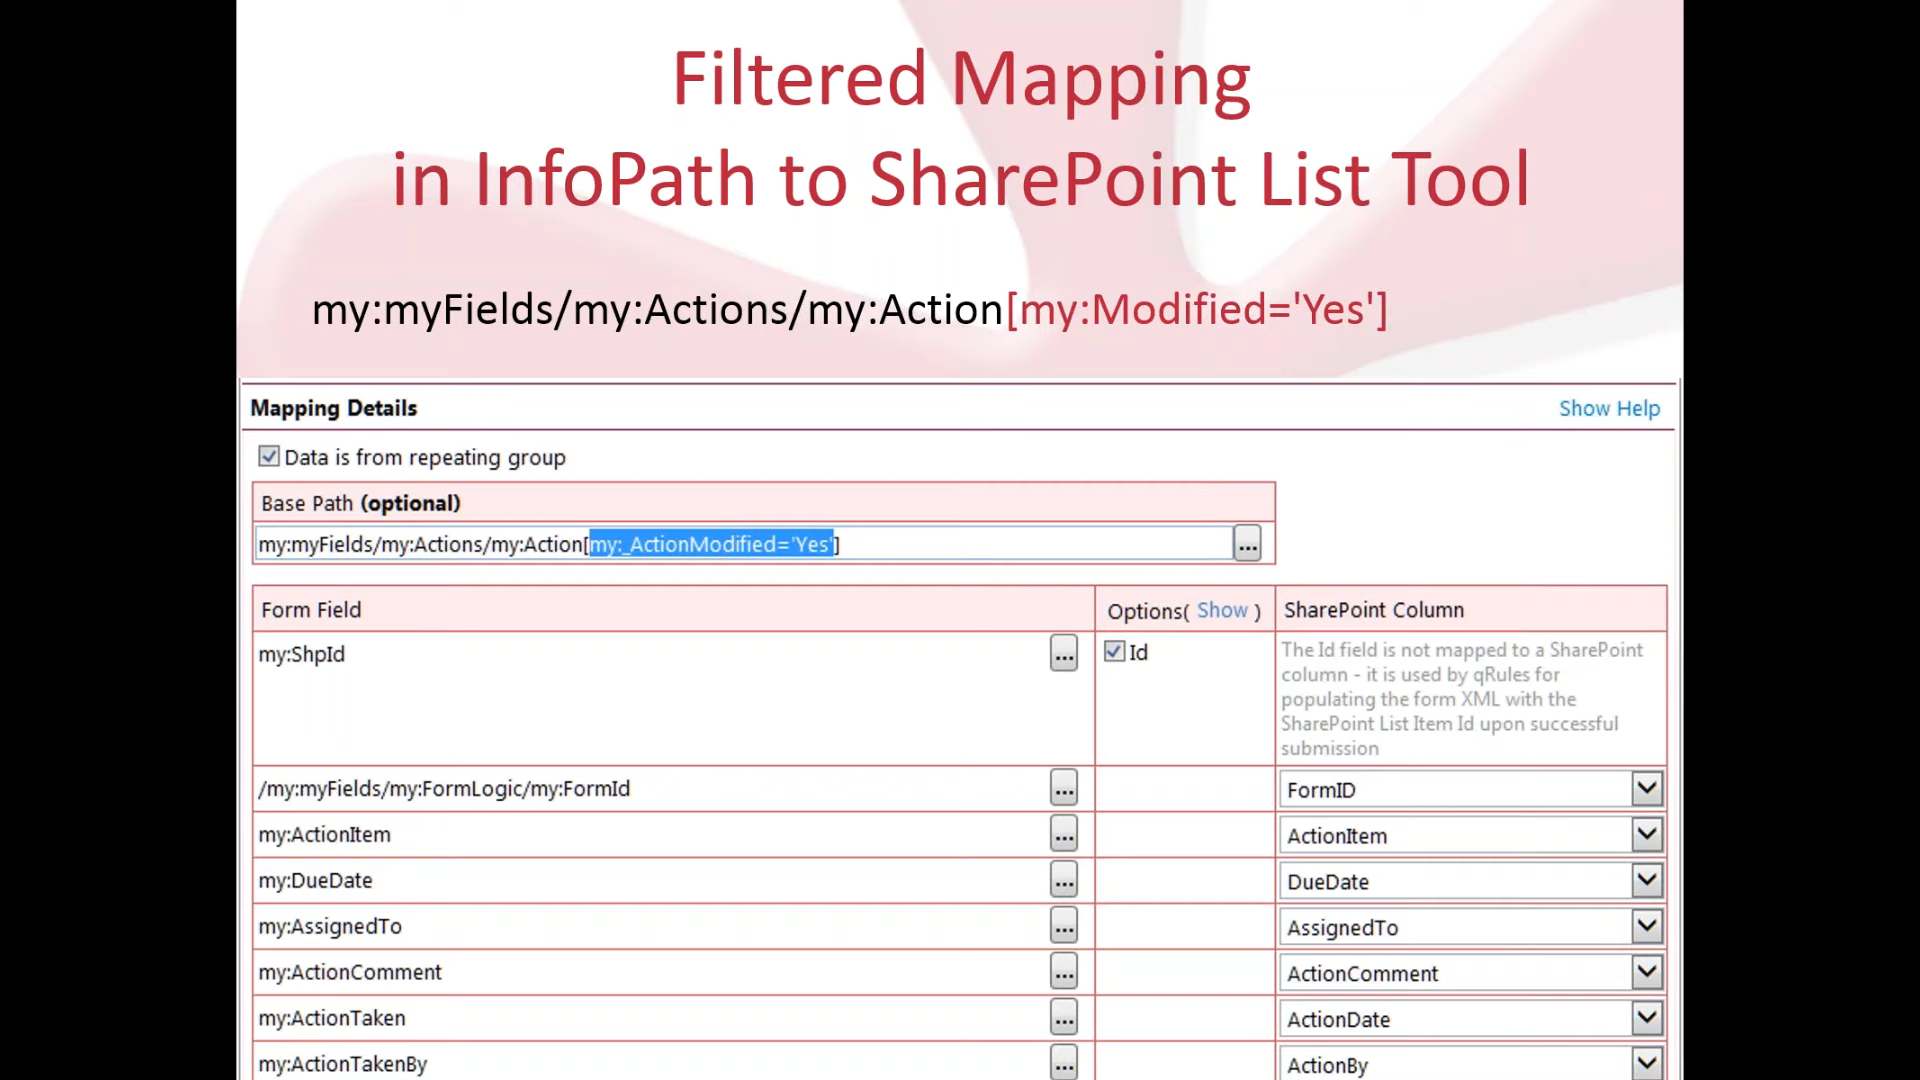 Filtered Mapping
in InfoPath to SharePoint List Tool
my:myFields/my:Actions/my:Action[my:Modified='Yes']
Mapping Details
Show Help
Data is from repeating group
Base Path (optional)
my:myFields/my:Actions/my:Action[my:_ActionModified='Yes']
...
Form Field
Options( Show )
SharePoint Column
my:ShpId
...
Id
The Id field is not mapped to a SharePoint
column - it is used by qRules for
populating the form XML with the
SharePoint List Item Id upon successful
submission
/my:myFields/my:FormLogic/my:FormId
...
FormID
my:ActionItem
...
ActionItem
my:DueDate
...
DueDate
my:AssignedTo
...
AssignedTo
my:ActionComment
...
ActionComment
my:ActionTaken
...
ActionDate
my:ActionTakenBy
...
ActionBy